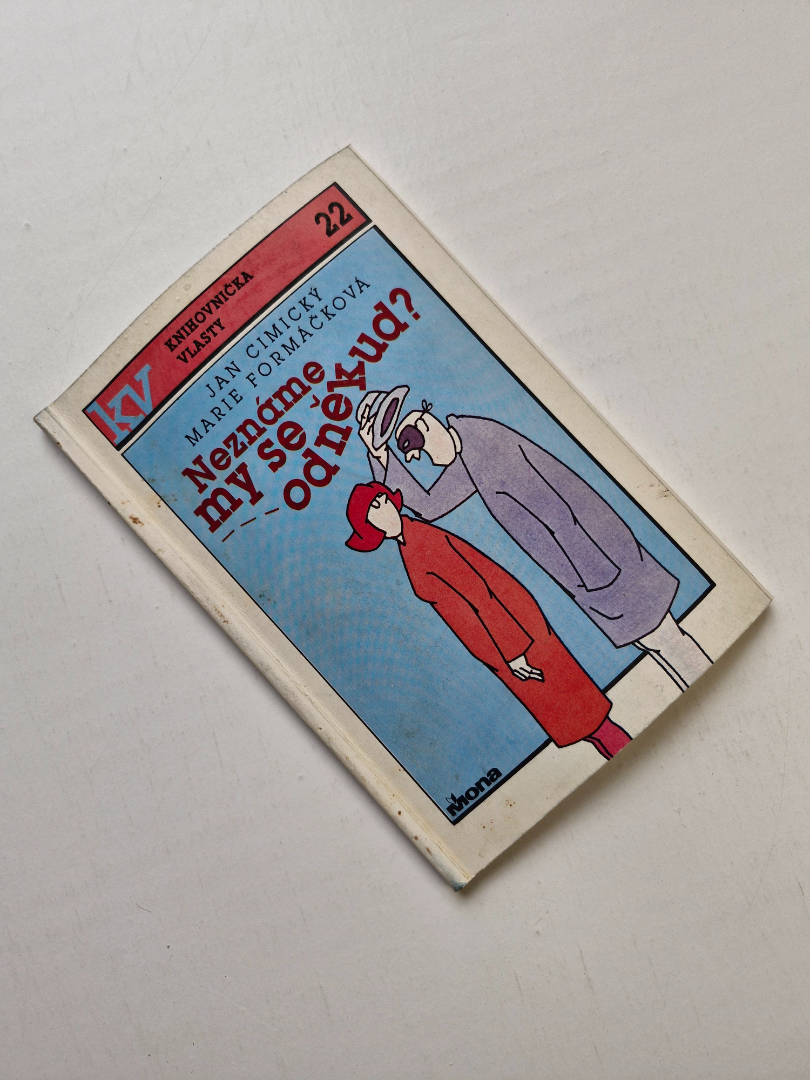 22
KNIHOVNIČKA
VLASTY
kv
JAN CIMICKÝ
MARIE FORMÁČKOVÁ
Neznáme
my se
odněkud?
Mona